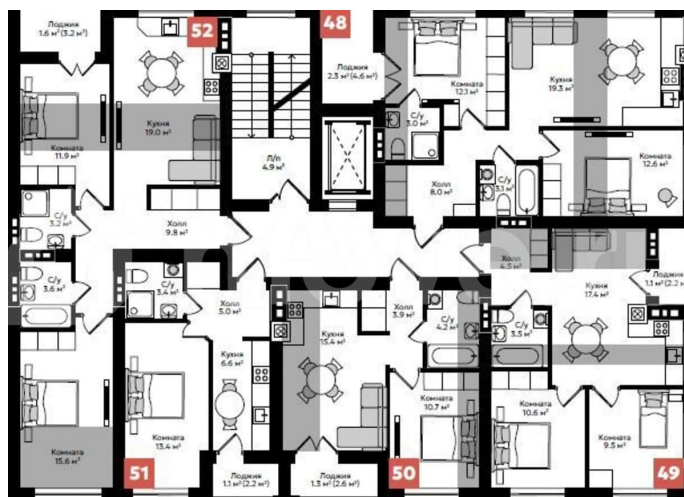 Лоджия
1.6 м² (3.2 м²)
52
48
Лоджия
2.3 м² (4.6 м²)
Комната
12.1 м²
Кухня
19.3 м²
Кухня
19.0 м²
Комната
11.9 м²
С/у
3.0 м²
Л/п
4.9 м²
Комната
12.6 м²
Холл
8.0 м²
С/у
3.1 м²
С/у
3.2 м²
Холл
9.8 м²
Холл
4.5 м²
Лоджия
1.1 м² (2.2 м²
С/у
3.6 м²
С/у
3.4 м²
Кухня
17.4 м²
Холл
5.0 м²
Холл
3.9 м²
С/у
4.2 м²
С/у
3.5 м²
Кухня
15.4 м²
Кухня
6.6 м²
Комната
10.7 м²
Комната
10.6 м²
Комната
9.5 м²
Комната
13.4 м²
Комната
15.6 м²
51
50
49
Лоджия
1.1 м² (2.2 м²)
Лоджия
1.3 м² (2.6 м²)